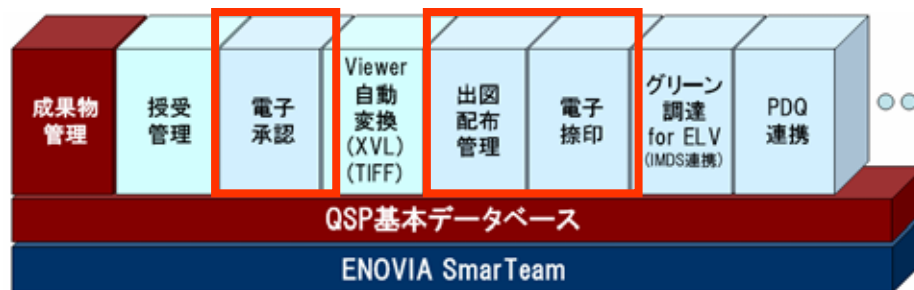 成果物
管理
授受
管理
電子
承認
Viewer
自動
変換
(XVL)
(TIFF)
出図
配布
管理
電子
捺印
グリーン
調達
for ELV
(IMDS連携)
PDQ
連携
QSP基本データベース
ENOVIA SmarTeam